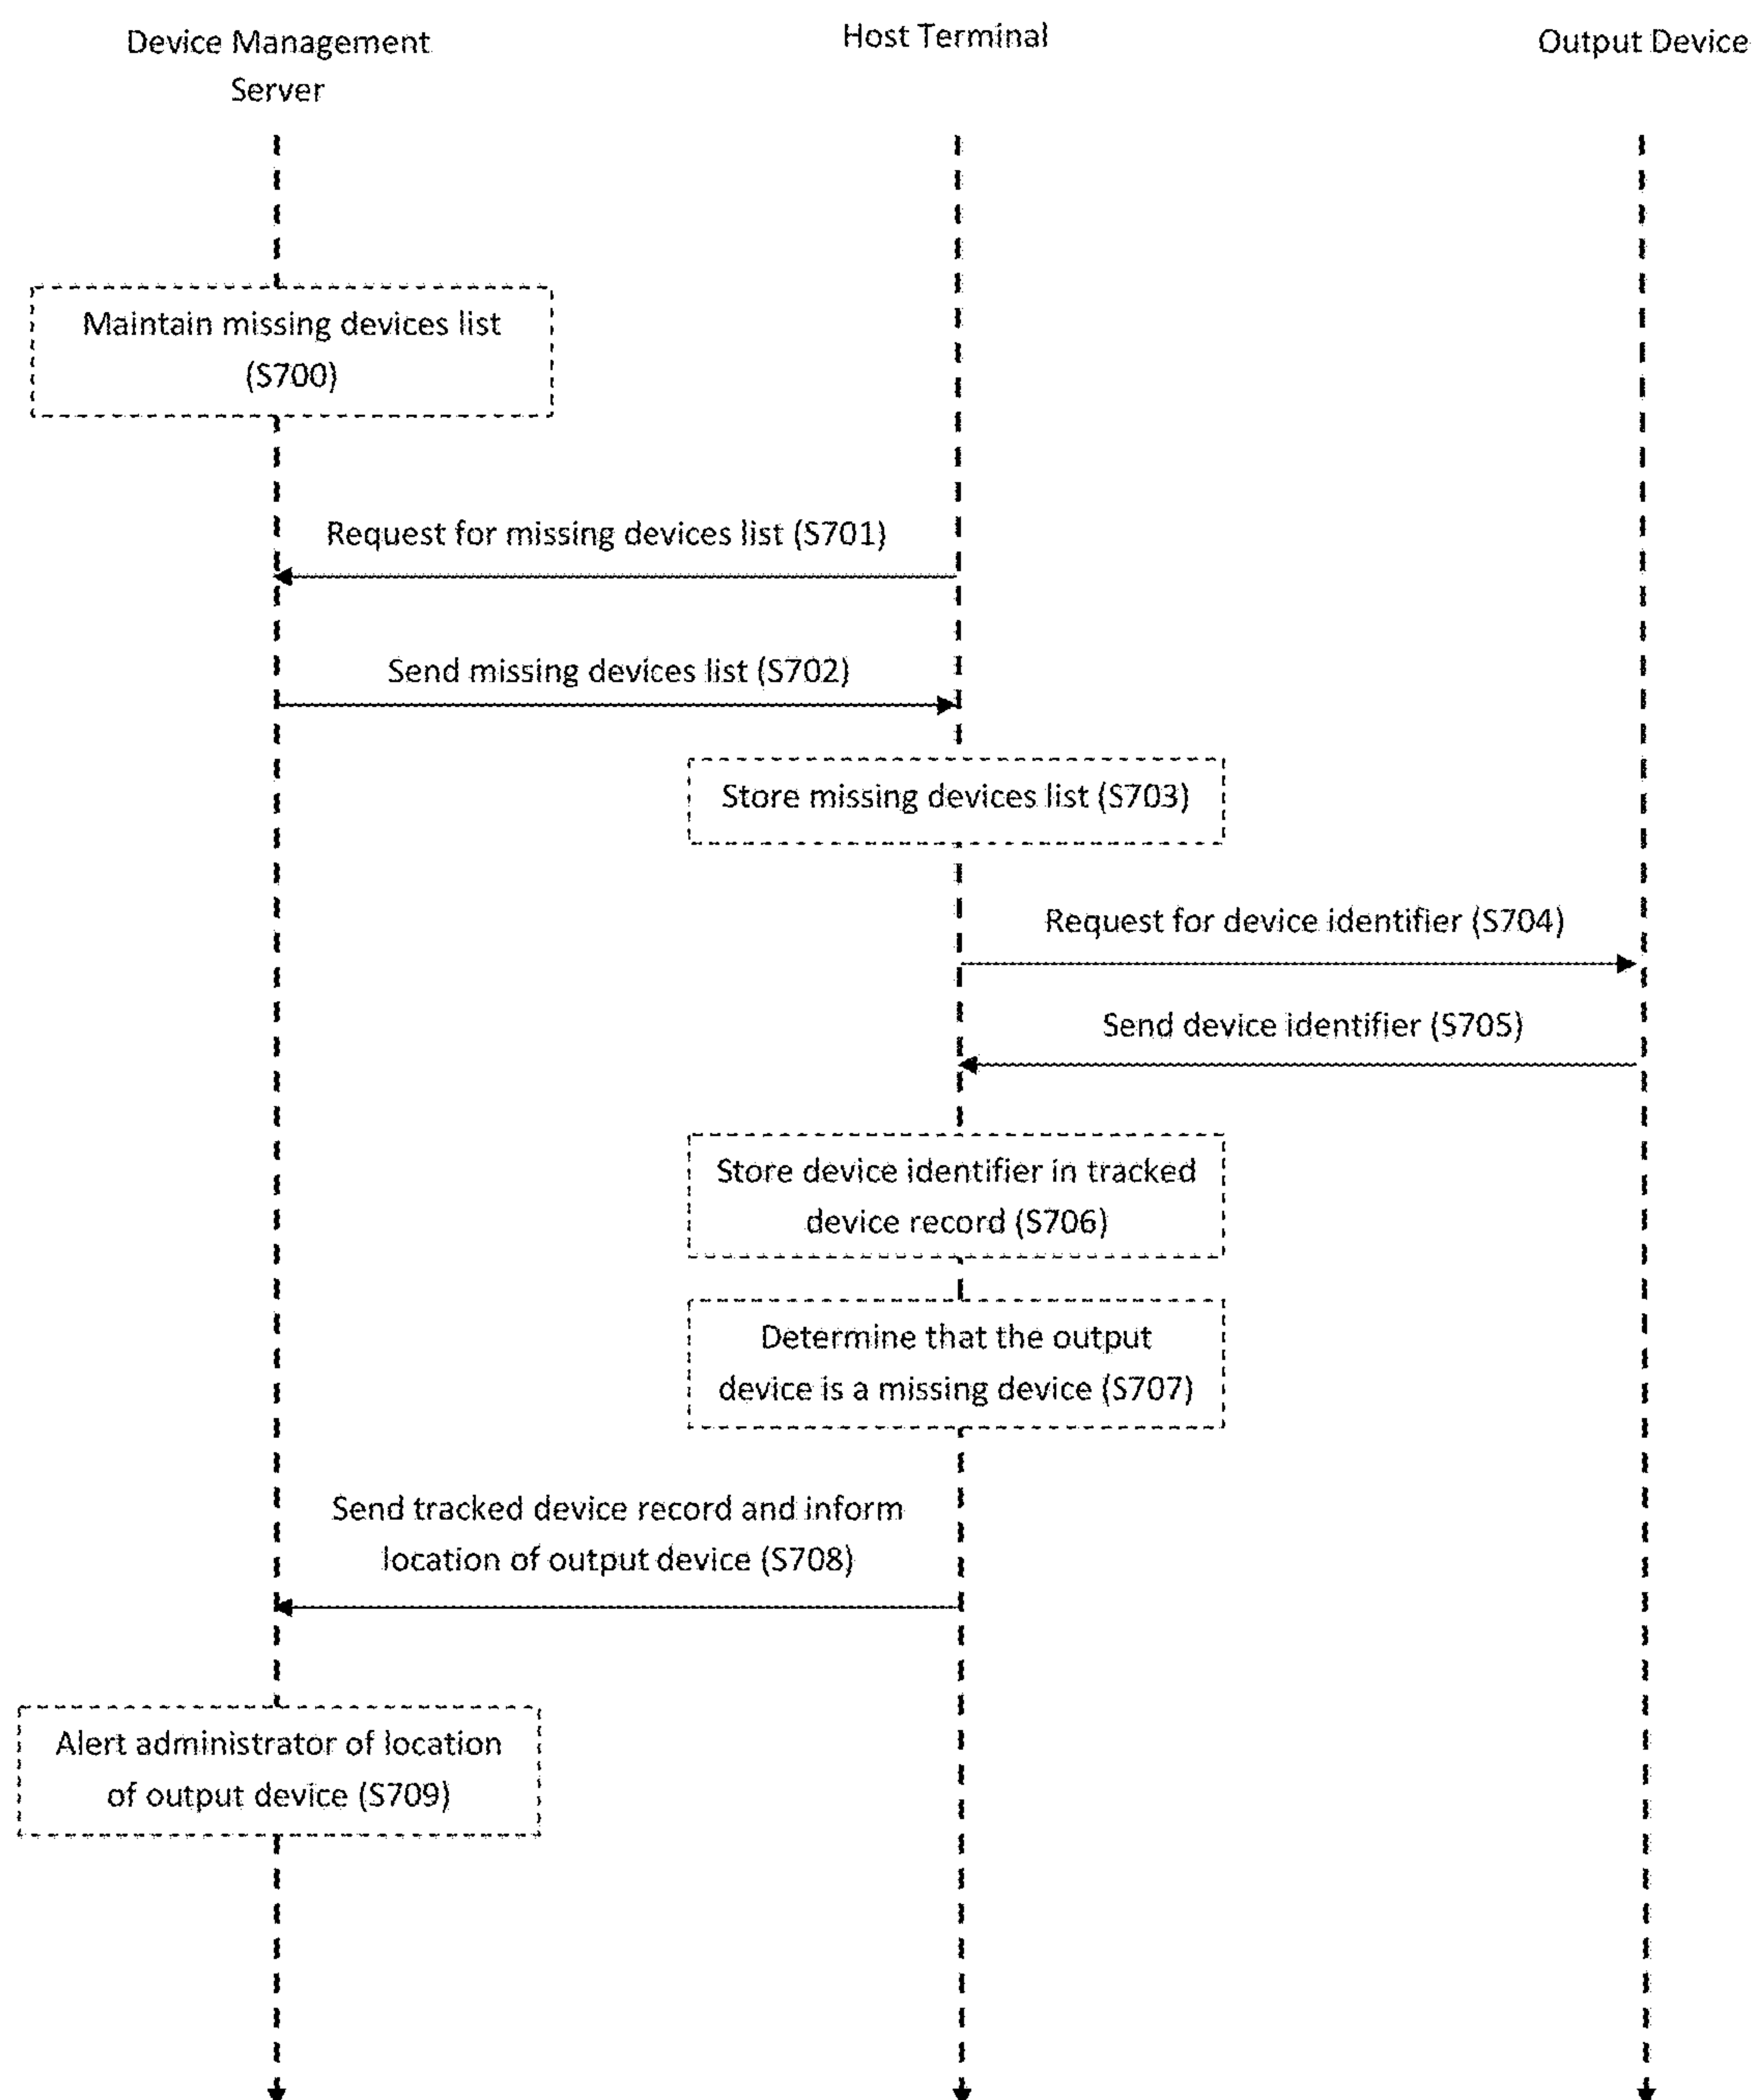 Device Management
Server
Host Terminal
Output Device
Maintain missing devices list
(S700)
Request for missing devices list (S701)
Send missing devices list (S702)
Store missing devices list (S703)
Request for device identifier (S704)
Send device identifier (S705)
Store device identifier in tracked
device record (S706)
Determine that the output
device is a missing device (S707)
Send tracked device record and inform
location of output device (S708)
Alert administrator of location
of output device (S709)